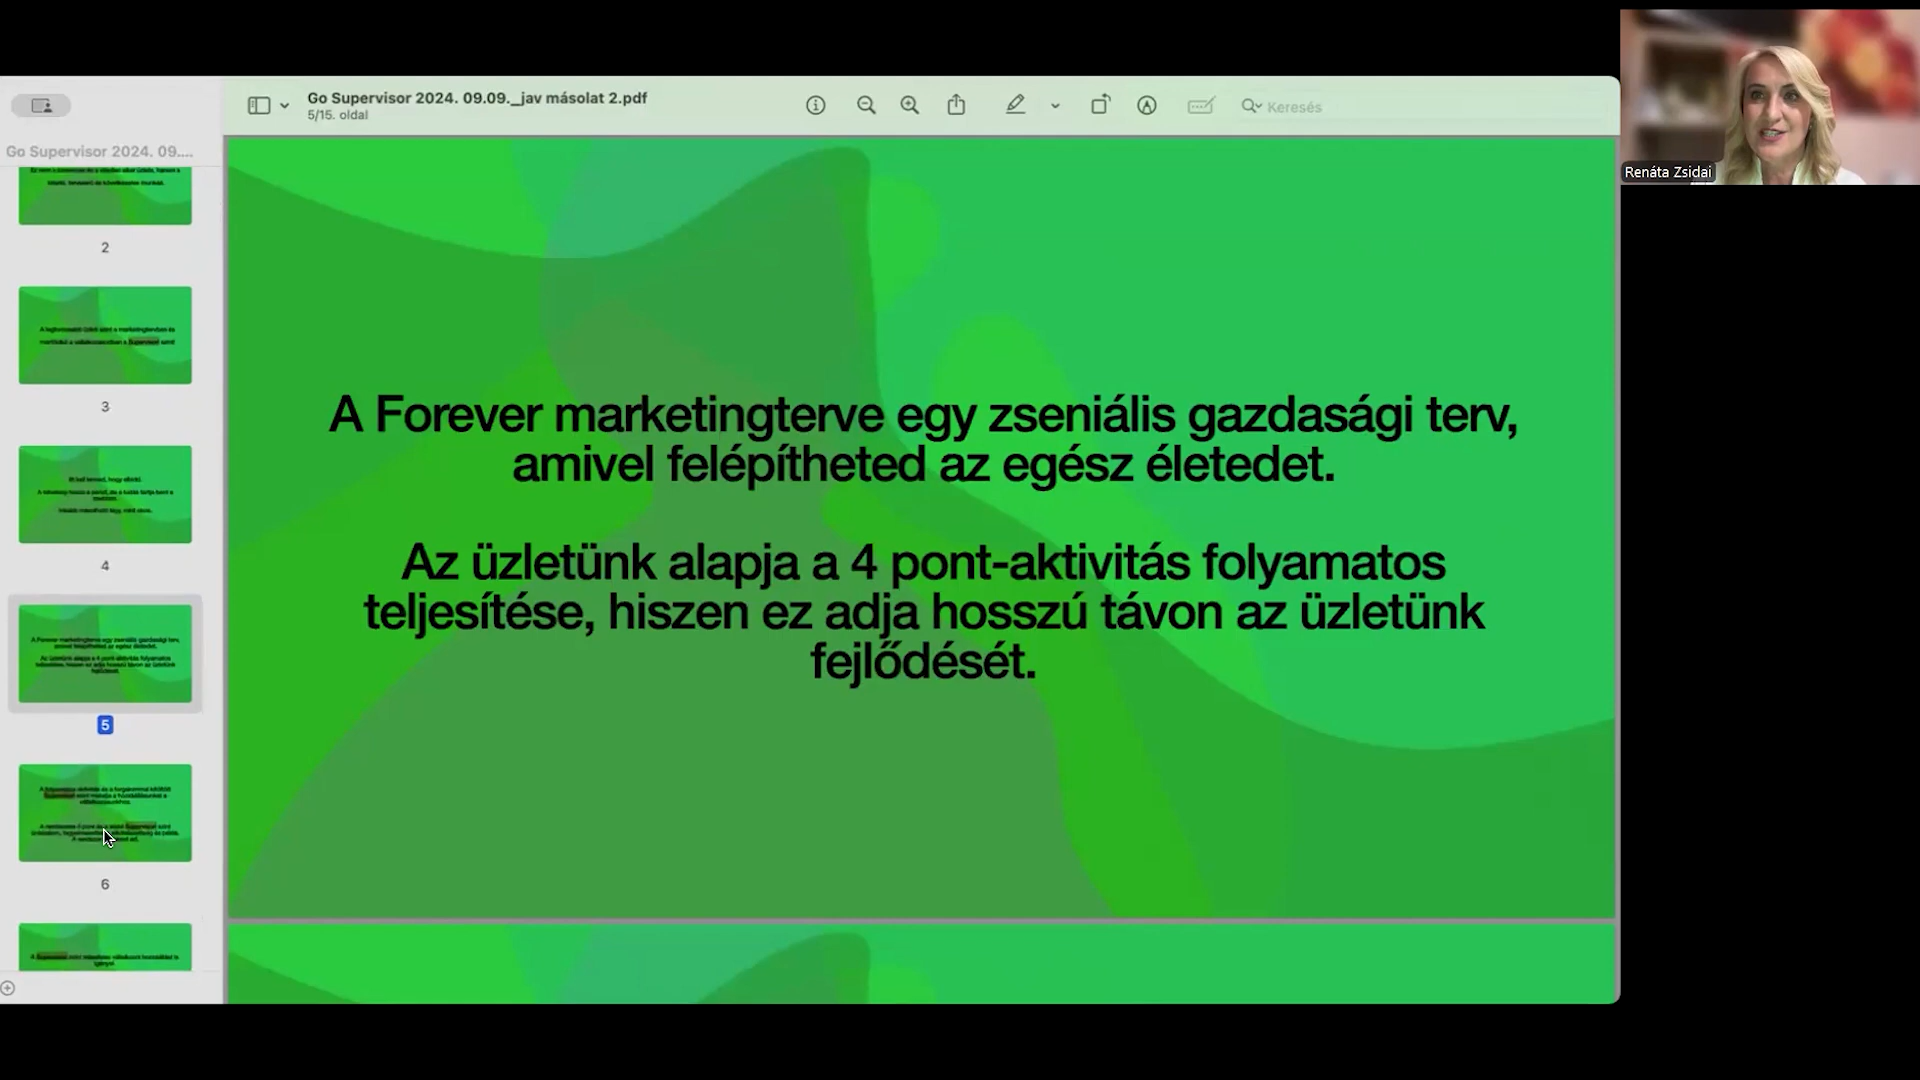 Go Supervisor 2024. 09.09._jav másolat 2.pdf
5/15. oldal
Keresés
Renáta Zsidai
Go Supervisor 2024. 09....
2
3
4
5
6
A Forever marketingterve egy zseniális gazdasági terv,
amivel felépítheted az egész életedet.
Az üzletünk alapja a 4 pont-aktivitás folyamatos
teljesítése, hiszen ez adja hosszú távon az üzletünk
fejlődését.